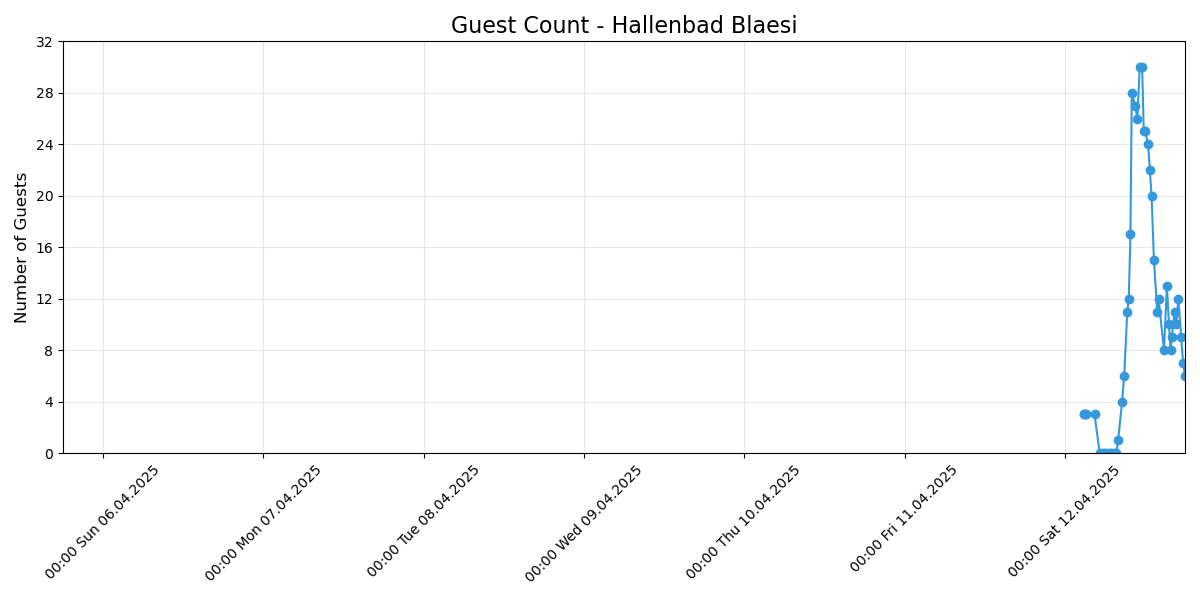 Guest Count - Hallenbad Blaesi
Number of Guests
32
28
24
20
16
12
8
4
0
00:00 Sun 06.04.2025
00:00 Mon 07.04.2025
00:00 Tue 08.04.2025
00:00 Wed 09.04.2025
00:00 Thu 10.04.2025
00:00 Fri 11.04.2025
00:00 Sat 12.04.2025